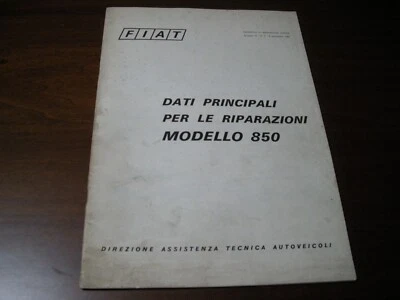 FIAT
DATI PRINCIPALI
PER LE RIPARAZIONI
MODELLO 850
DIREZIONE ASSISTENZA TECNICA AUTOVEICOLI